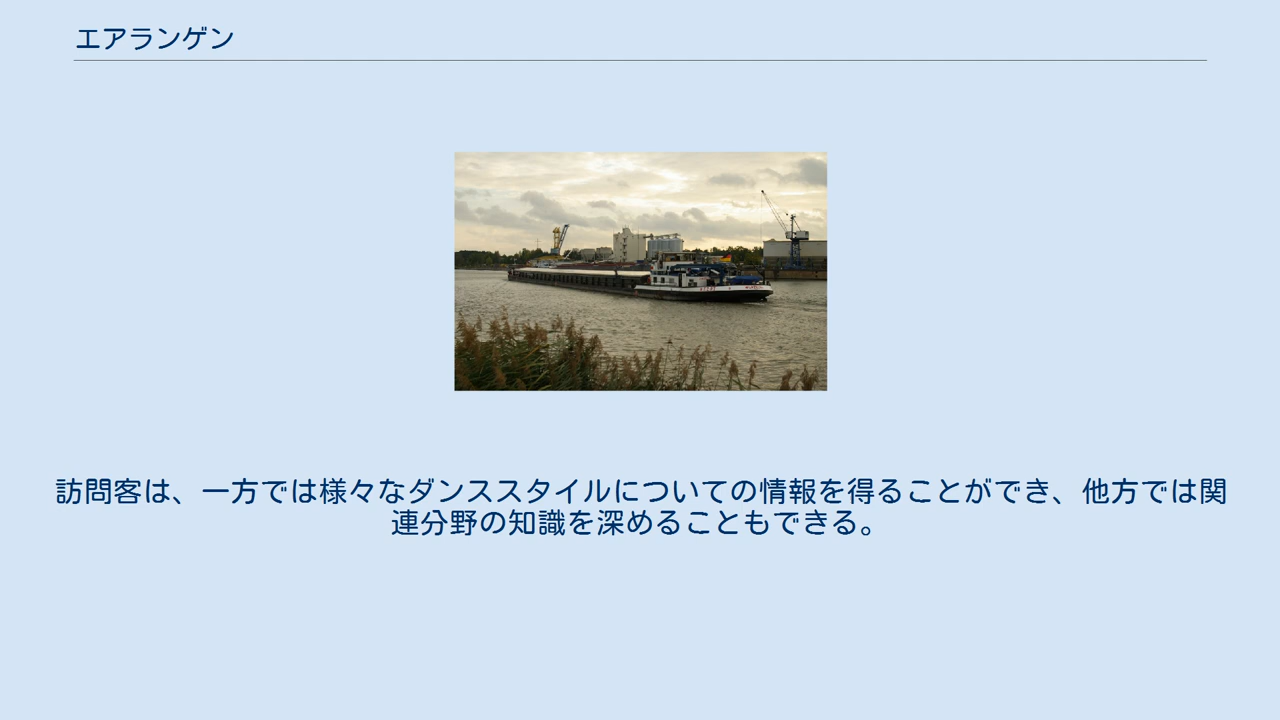 エアランゲン
訪問客は、一方では様々なダンススタイルについての情報を得ることができ、他方では関
連分野の知識を深めることもできる。